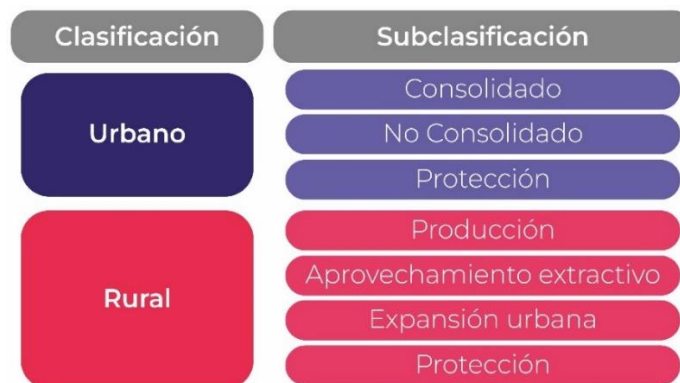 Clasificación
Subclasificación
Urbano
Consolidado
No Consolidado
Protección
Rural
Producción
Aprovechamiento extractivo
Expansión urbana
Protección